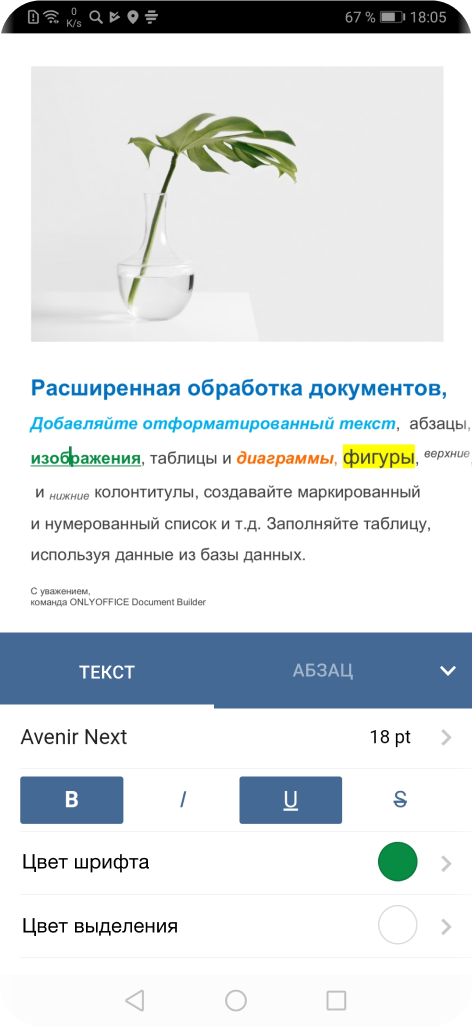 0 K/s 67 % 18:05
Расширенная обработка документов,
Добавляйте отформатированный текст, абзацы,
изображения, таблицы и диаграммы, фигуры, верхние
и нижние колонтитулы, создавайте маркированный
и нумерованный список и т.д. Заполняйте таблицу,
используя данные из базы данных.
С уважением,
команда ONLYOFFICE Document Builder
ТЕКСТ АБЗАЦ
Avenir Next 18 pt
B I U S
Цвет шрифта
Цвет выделения